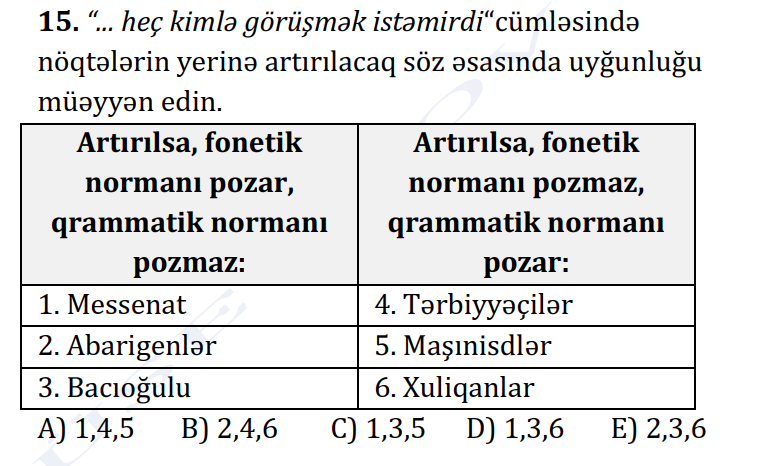 15. “... heç kimlə görüşmək istəmirdi“cümləsində
nöqtələrin yerinə artırılacaq söz əsasında uyğunluğu
müəyyən edin.
Artırılsa, fonetik normanı pozar, qrammatik normanı pozmaz:
Artırılsa, fonetik normanı pozmaz, qrammatik normanı pozar:
1. Messenat
4. Tərbiyyəçilər
2. Abarigenlər
5. Maşınisdlər
3. Bacıoğulu
6. Xuliqanlar
A) 1,4,5 B) 2,4,6 C) 1,3,5 D) 1,3,6 E) 2,3,6